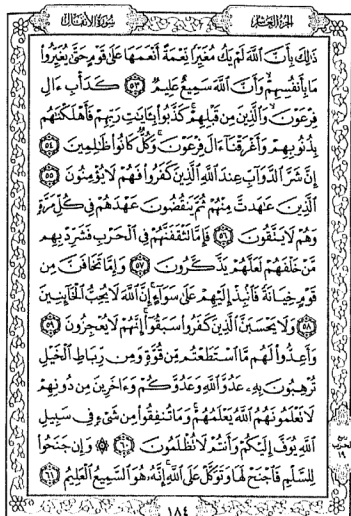 الجزء العاشر سورة الأنفال
ذَٰلِكَ بِأَنَّ ٱللَّهَ لَمْ يَكُ مُغَيِّرًا نِّعْمَةً أَنْعَمَهَا عَلَىٰ قَوْمٍ حَتَّىٰ يُغَيِّرُوا۟
مَا بِأَنفُسِهِمْ وَأَنَّ ٱللَّهَ سَمِيعٌ عَلِيمٌ ٥٣ كَدَأْبِ ءَالِ
فِرْعَوْنَ وَٱلَّذِينَ مِن قَبْلِهِمْ كَذَّبُوا۟ بِـَٔايَٰتِ رَبِّهِمْ فَأَهْلَكْنَٰهُم
بِذُنُوبِهِمْ وَأَغْرَقْنَآ ءَالَ فِرْعَوْنَ وَكُلٌّ كَانُوا۟ ظَٰلِمِينَ ٥٤
إِنَّ شَرَّ ٱلدَّوَآبِّ عِندَ ٱللَّهِ ٱلَّذِينَ كَفَرُوا۟ فَهُمْ لَا يُؤْمِنُونَ ٥٥
ٱلَّذِينَ عَٰهَدتَّ مِنْهُمْ ثُمَّ يَنقُضُونَ عَهْدَهُمْ فِى كُلِّ مَرَّةٍ
وَهُمْ لَا يَتَّقُونَ ٥٦ فَإِمَّا تَثْقَفَنَّهُمْ فِى ٱلْحَرْبِ فَشَرِّدْ بِهِم
مَّنْ خَلْفَهُمْ لَعَلَّهُمْ يَذَّكَّرُونَ ٥٧ وَإِمَّا تَخَافَنَّ مِن
قَوْمٍ خِيَانَةً فَٱنۢبِذْ إِلَيْهِمْ عَلَىٰ سَوَآءٍ إِنَّ ٱللَّهَ لَا يُحِبُّ ٱلْخَآئِنِينَ
٥٨ وَلَا يَحْسَبَنَّ ٱلَّذِينَ كَفَرُوا۟ سَبَقُوٓا۟ إِنَّهُمْ لَا يُعْجِزُونَ ٥٩
وَأَعِدُّوا۟ لَهُم مَّا ٱسْتَطَعْتُم مِّن قُوَّةٍ وَمِن رِّبَاطِ ٱلْخَيْلِ
تُرْهِبُونَ بِهِۦ عَدُوَّ ٱللَّهِ وَعَدُوَّكُمْ وَءَاخَرِينَ مِن دُونِهِمْ
لَا تَعْلَمُونَهُمُ ٱللَّهُ يَعْلَمُهُمْ وَمَا تُنفِقُوا۟ مِن شَىْءٍ فِى سَبِيلِ
ٱللَّهِ يُوَفَّ إِلَيْكُمْ وَأَنتُمْ لَا تُظْلَمُونَ ٦٠ وَإِن جَنَحُوا۟
لِلسَّلْمِ فَٱجْنَحْ لَهَا وَتَوَكَّلْ عَلَى ٱللَّهِ إِنَّهُۥ هُوَ ٱلسَّمِيعُ ٱلْعَلِيمُ ٦١
١٨٤